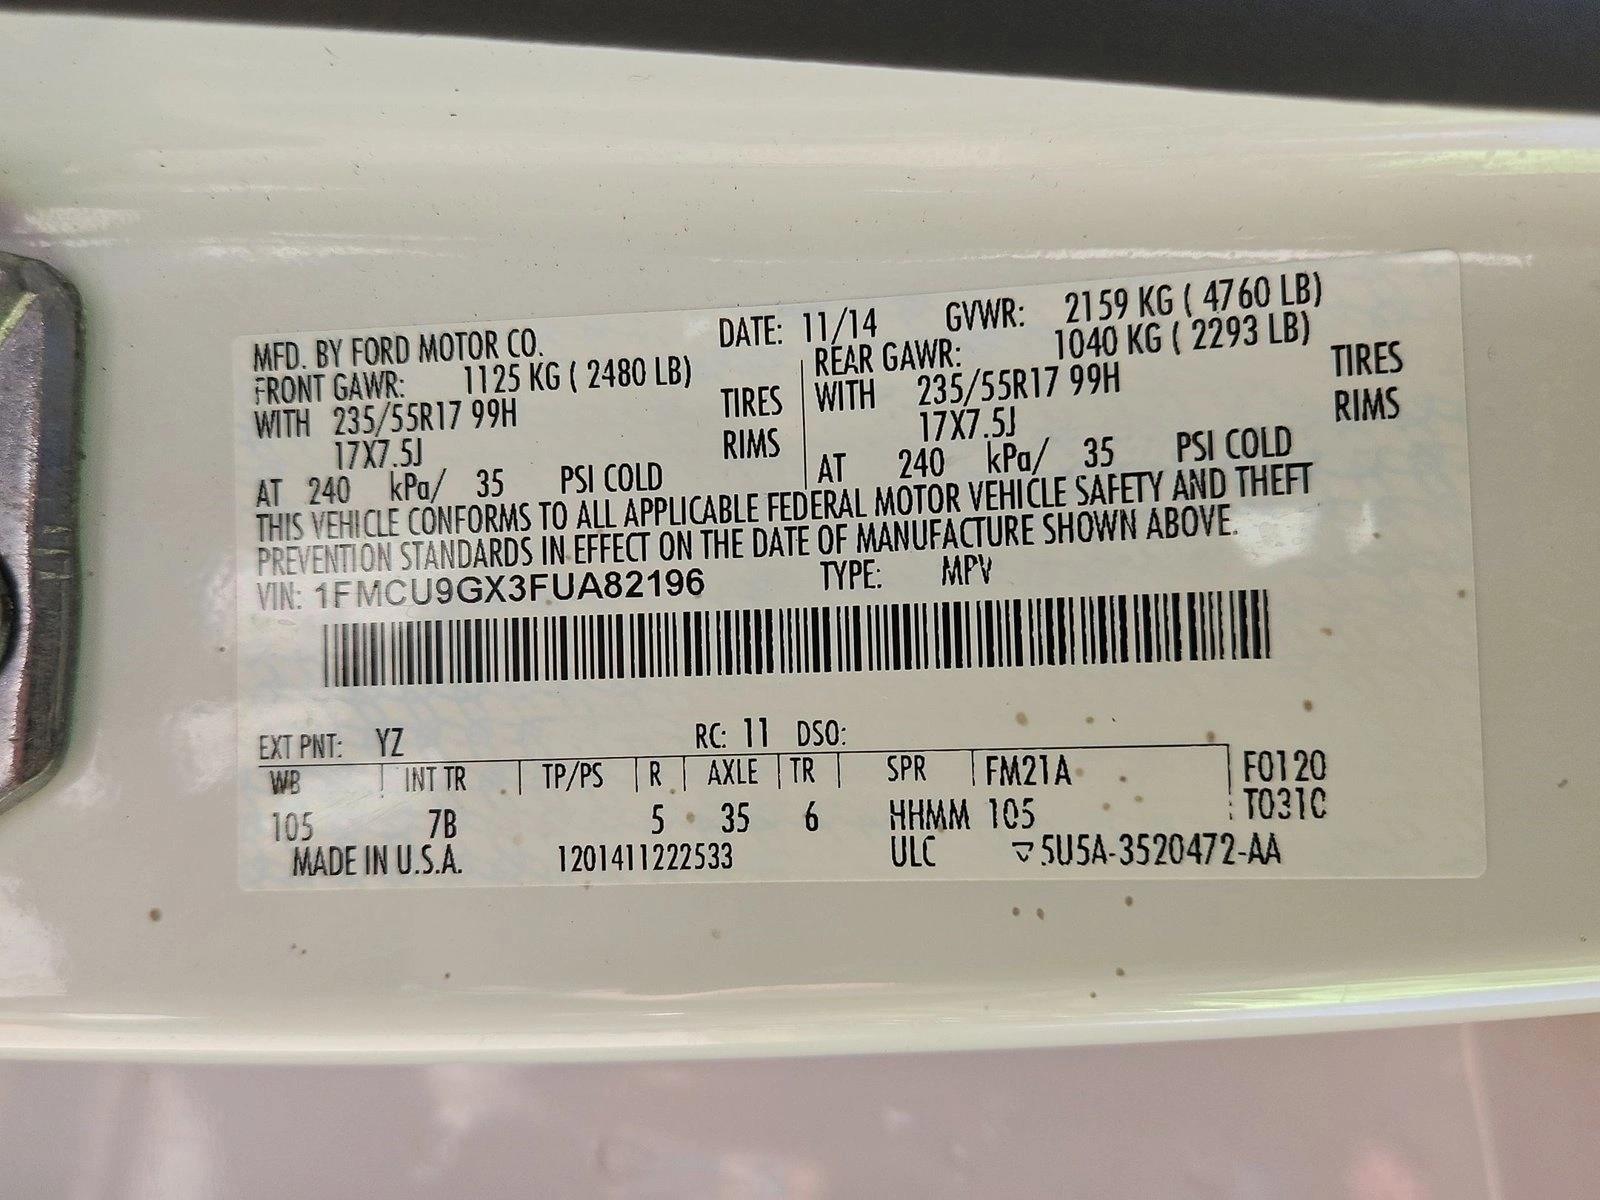 MFD. BY FORD MOTOR CO. DATE: 11/14 GVWR: 2159 KG ( 4760 LB)
FRONT GAWR: 1125 KG ( 2480 LB) REAR GAWR: 1040 KG ( 2293 LB)
WITH 235/55R17 99H TIRES WITH 235/55R17 99H TIRES
17X7.5J RIMS 17X7.5J RIMS
AT 240 kPa/ 35 PSI COLD AT 240 kPa/ 35 PSI COLD
THIS VEHICLE CONFORMS TO ALL APPLICABLE FEDERAL MOTOR VEHICLE SAFETY AND THEFT
PREVENTION STANDARDS IN EFFECT ON THE DATE OF MANUFACTURE SHOWN ABOVE.
VIN: 1FMCU9GX3FUA82196 TYPE: MPV
EXT PNT: YZ RC: 11 DSO:
WB INT TR TP/PS R AXLE TR SPR FM21A F0120
105 7B 5 35 6 HHMM 105 T0310
MADE IN U.S.A. 1201411222533 ULC ▽5U5A-3520472-AA